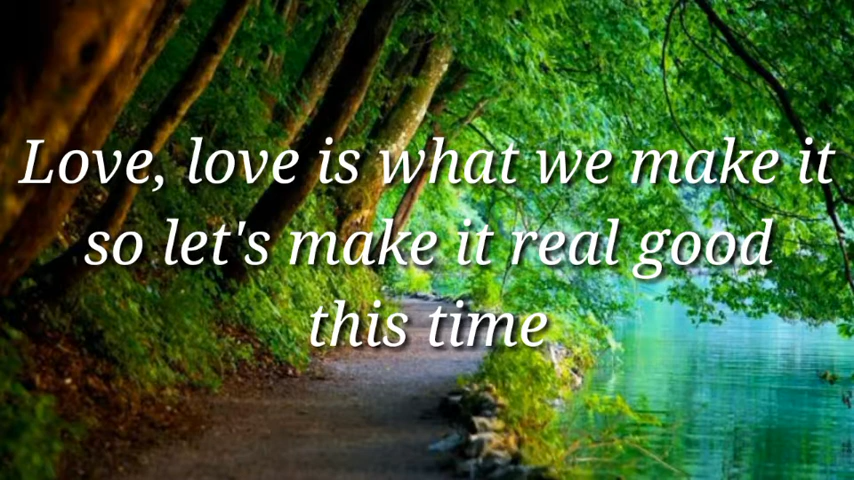 Love, love is what we make it
so let's make it real good
this time